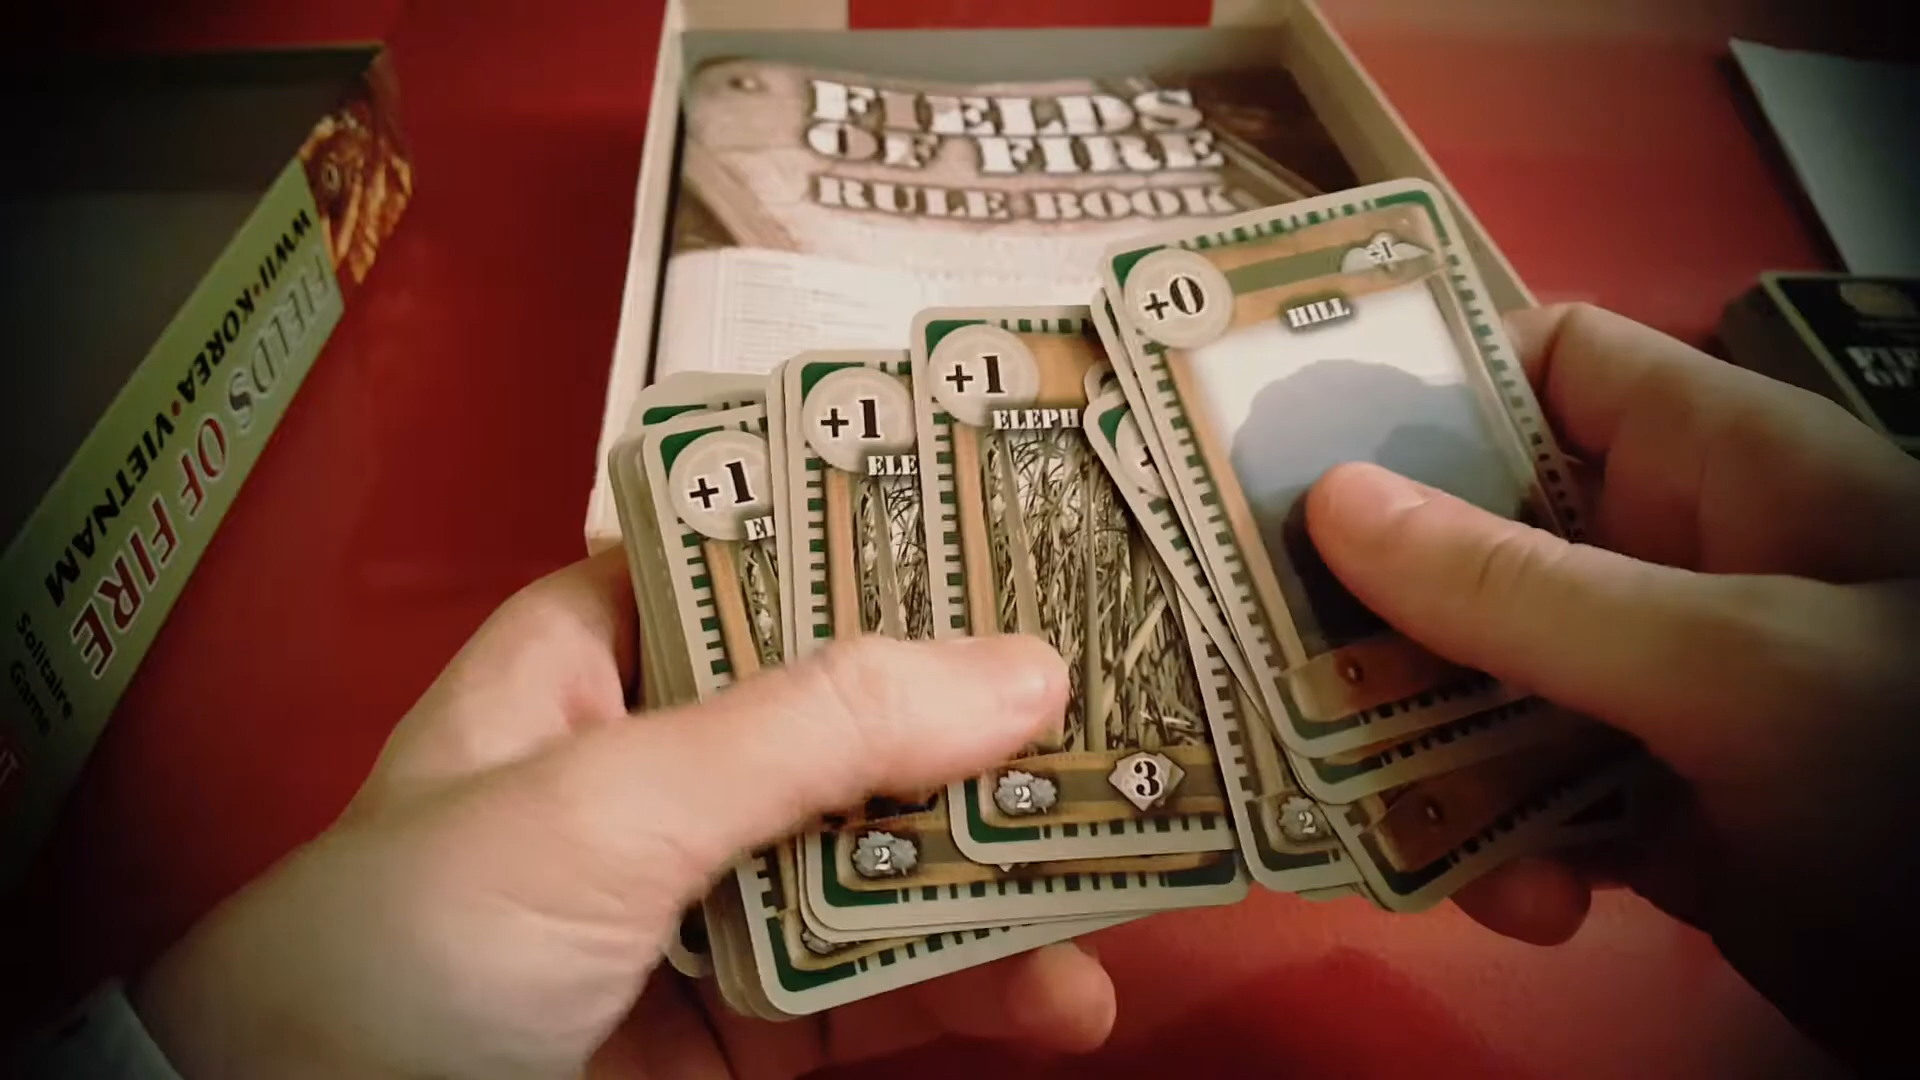 FIELDS
OF FIRE
RULE BOOK
+1
+0
HILL
+1
ELEPH
+1
ELE
+1
EL
2
3
2
2
FIELDS OF FIRE
WWII•KOREA•VIETNAM
Solitaire
Game